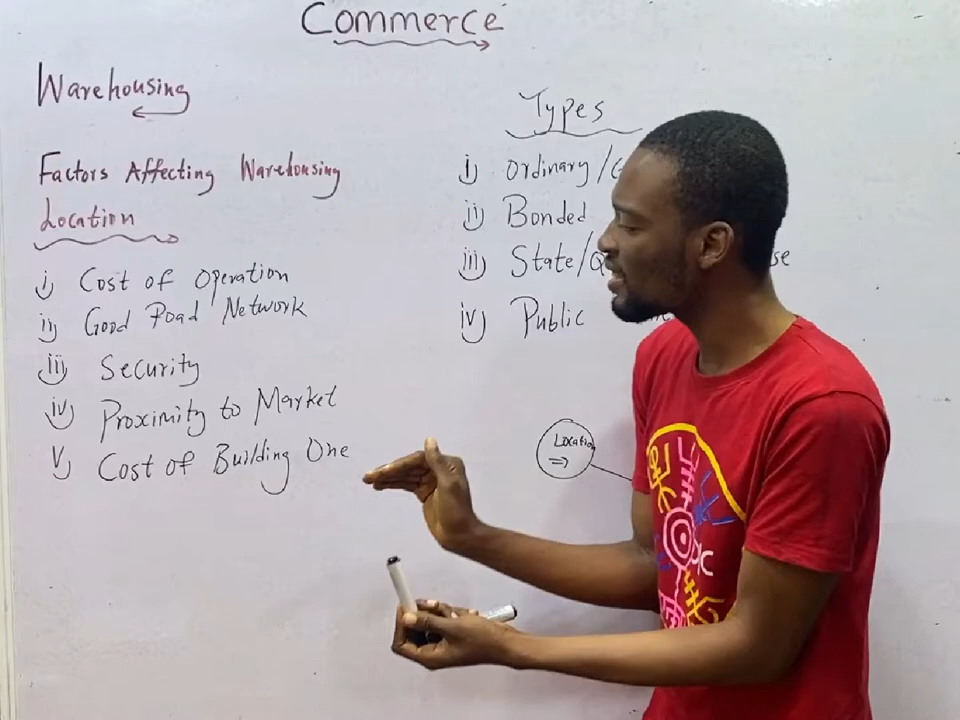 Commerce
Warehousing
Factors Affecting Warehousing
Location
i) Cost of Operation
ii) Good Road Network
iii) Security
iv) Proximity to Market
v) Cost of Building One
Types
i) Ordinary/
ii) Bonded
iii) State/
iv) Public
Location